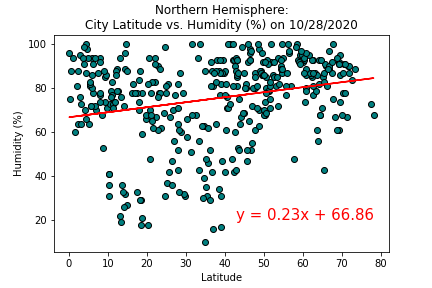 Northern Hemisphere:
City Latitude vs. Humidity (%) on 10/28/2020
100
80
60
40
20
Humidity (%)
y = 0.23x + 66.86
0 10 20 30 40 50 60 70 80
Latitude